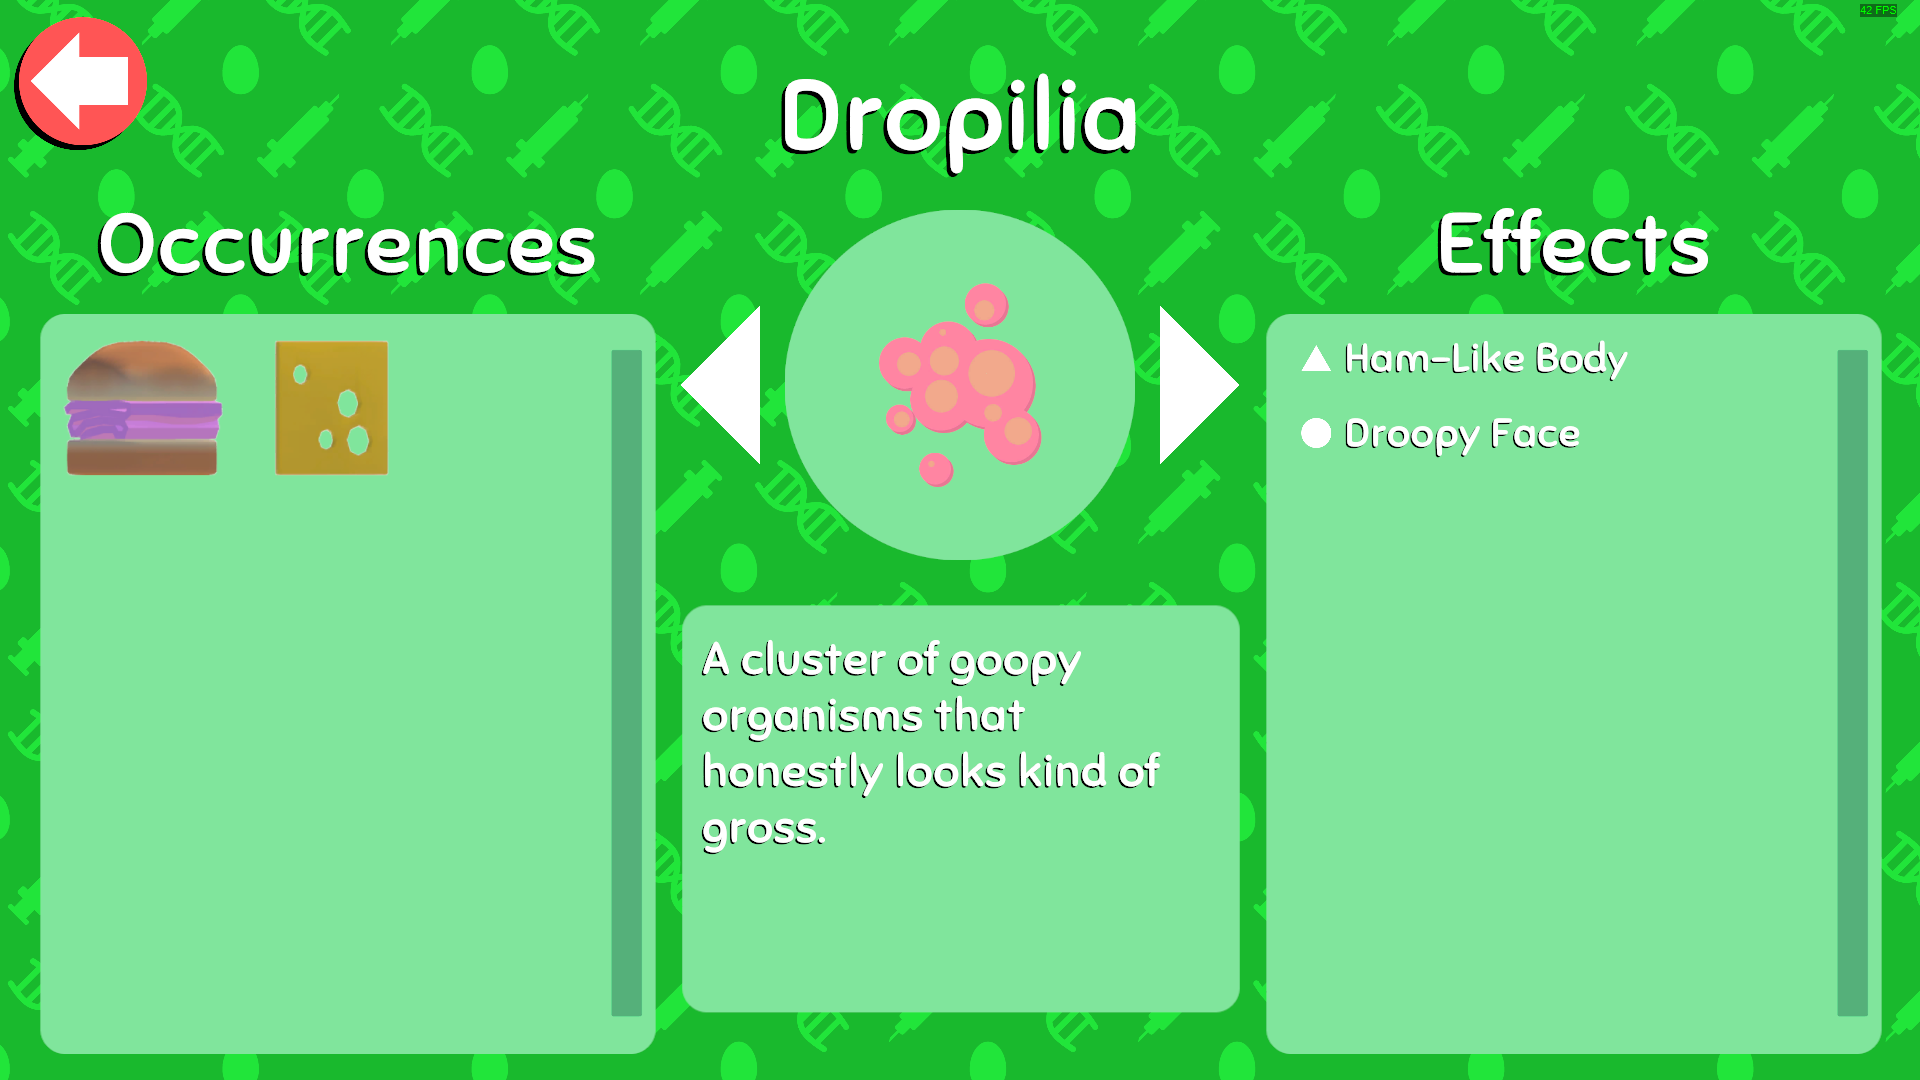 42 FPS
Dropilia
Occurrences
Effects
Ham-Like Body
Droopy Face
A cluster of goopy
organisms that
honestly looks kind of
gross.